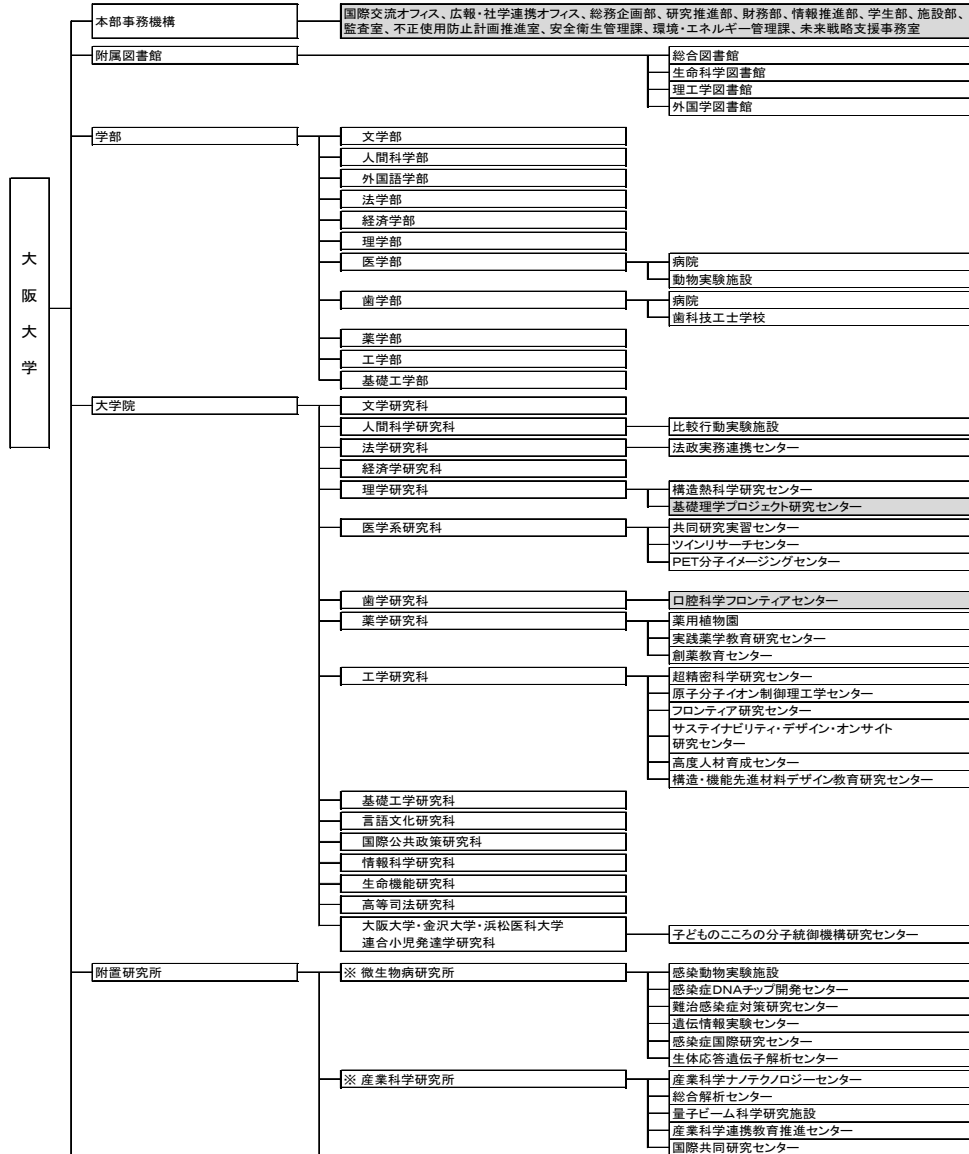 本部事務機構
国際交流オフィス、広報・社学連携オフィス、総務企画部、研究推進部、財務部、情報推進部、学生部、施設部、
監査室、不正使用防止計画推進室、安全衛生管理課、環境・エネルギー管理課、未来戦略支援事務室
附属図書館
総合図書館
生命科学図書館
理工学図書館
外国学図書館
大
阪
大
学
学部
文学部
人間科学部
外国語学部
法学部
経済学部
理学部
医学部
病院
動物実験施設
歯学部
病院
歯科技工士学校
薬学部
工学部
基礎工学部
大学院
文学研究科
人間科学研究科
比較行動実験施設
法学研究科
法政実務連携センター
経済学研究科
理学研究科
構造熱科学研究センター
基礎理学プロジェクト研究センター
医学系研究科
共同研究実習センター
ツインリサーチセンター
PET分子イメージングセンター
歯学研究科
口腔科学フロンティアセンター
薬学研究科
薬用植物園
実践薬学教育研究センター
創薬教育センター
工学研究科
超精密科学研究センター
原子分子イオン制御理工学センター
フロンティア研究センター
サステイナビリティ・デザイン・オンサイト
研究センター
高度人材育成センター
構造・機能先進材料デザイン教育研究センター
基礎工学研究科
言語文化研究科
国際公共政策研究科
情報科学研究科
生命機能研究科
高等司法研究科
大阪大学・金沢大学・浜松医科大学
連合小児発達学研究科
子どものこころの分子統御機構研究センター
附置研究所
※ 微生物病研究所
感染動物実験施設
感染症DNAチップ開発センター
難治感染症対策研究センター
遺伝情報実験センター
感染症国際研究センター
生体応答遺伝子解析センター
※ 産業科学研究所
産業科学ナノテクノロジーセンター
総合解析センター
量子ビーム科学研究施設
産業科学連携教育推進センター
国際共同研究センター